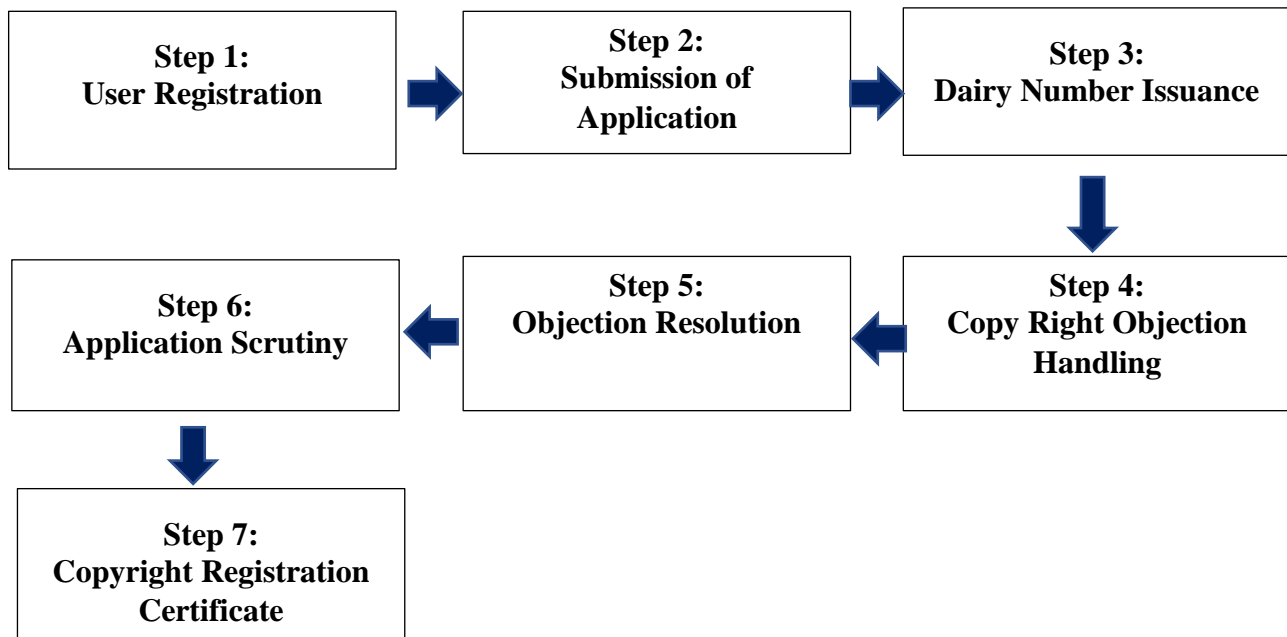 Step 1:
User Registration
Step 2:
Submission of
Application
Step 3:
Dairy Number Issuance
Step 4:
Copy Right Objection
Handling
Step 5:
Objection Resolution
Step 6:
Application Scrutiny
Step 7:
Copyright Registration
Certificate